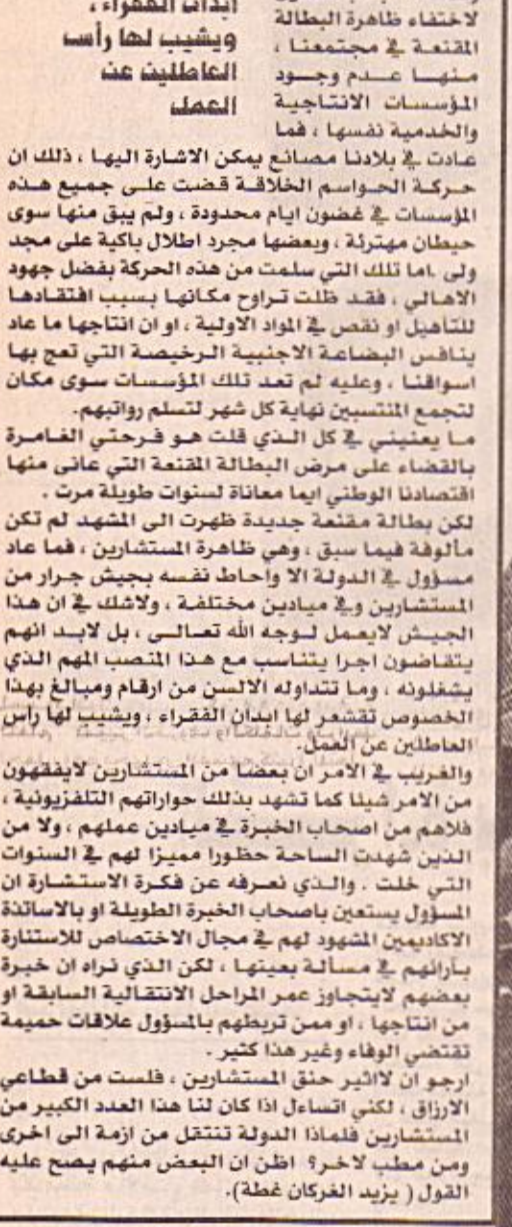 ابدان الفقراء ،
ويشيب لها رأس
العاطلين عن
العمل
لاختفاء ظاهرة البطالة
المقنعة في مجتمعنا ،
منهـا عـدم وجـود
المؤسسات الانتاجية
والخدمية نفسها ، فما
عادت في بلادنا مصانع يمكن الاشارة اليها ، ذلك ان
حركة الحواسم الخلاقة قضت على جميع هذه
المؤسسات في غضون ايام محدودة ، ولم يبق منها سوى
حيطان مهترئة ، وبعضها مجرد اطلال باكية على مجد
ولى .اما تلك التي سلمت من هذه الحركة بفضل جهود
الاهالي ، فقد ظلت تراوح مكانها بسبب افتقادها
للتأهيل او نقص في المواد الاولية ، او ان انتاجها ما عاد
ينافس البضاعة الاجنبية الرخيصة التي تعج بها
اسواقنا ، وعليه لم تعد تلك المؤسسات سوى مكان
لتجمع المنتسبين نهاية كل شهر لتسلم رواتبهم.
ما يعنيني في كل الذي قلت هو فرحتي الغامرة
بالقضاء على مرض البطالة المقنعة التي عانى منها
اقتصادنا الوطني ايما معاناة لسنوات طويلة مرت .
لكن بطالة مقنعة جديدة ظهرت الى المشهد لم تكن
مألوفة فيما سبق ، وهي ظاهرة المستشارين ، فما عاد
مسؤول في الدولة الا وأحاط نفسه بجيش جرار من
المستشارين وفي ميادين مختلفة ، ولاشك في ان هذا
الجيش لايعمل لوجه الله تعالى ، بل لابد انهم
يتقاضون اجرا يتناسب مع هذا المنصب المهم الذي
يشغلونه ، وما تتداوله الالسن من ارقام ومبالغ بهذا
الخصوص تقشعر لها ابدان الفقراء ، ويشيب لها رأس
العاطلين عن العمل.
والغريب في الامر ان بعضا من المستشارين لايفقهون
من الامر شيئا كما تشهد بذلك حواراتهم التلفزيونية ،
فلاهم من اصحاب الخبرة في ميادين عملهم ، ولا من
الذين شهدت الساحة حظورا مميزا لهم في السنوات
التي خلت . والذي نعرفه عن فكرة الاستشارة ان
المسؤول يستعين باصحاب الخبرة الطويلة او بالاساتذة
الاكاديمين المشهود لهم في مجال الاختصاص للاستنارة
بآرائهم في مسألة بعينها ، لكن الذي نراه ان خبرة
بعضهم لايتجاوز عمر المراحل الانتقالية السابقة او
من انتاجها ، او ممن تربطهم بالمسؤول علاقات حميمة
تقتضي الوفاء وغير هذا كثير .
ارجو ان لااثير حنق المستشارين ، فلست من قطاعي
الارزاق ، لكني اتساءل اذا كان لنا هذا العدد الكبير من
المستشارين فلماذا الدولة تنتقل من ازمة الى اخرى
ومن مطب لاخر؟ اظن ان البعض منهم يصح عليه
القول ( يزيد الغركان غطة).